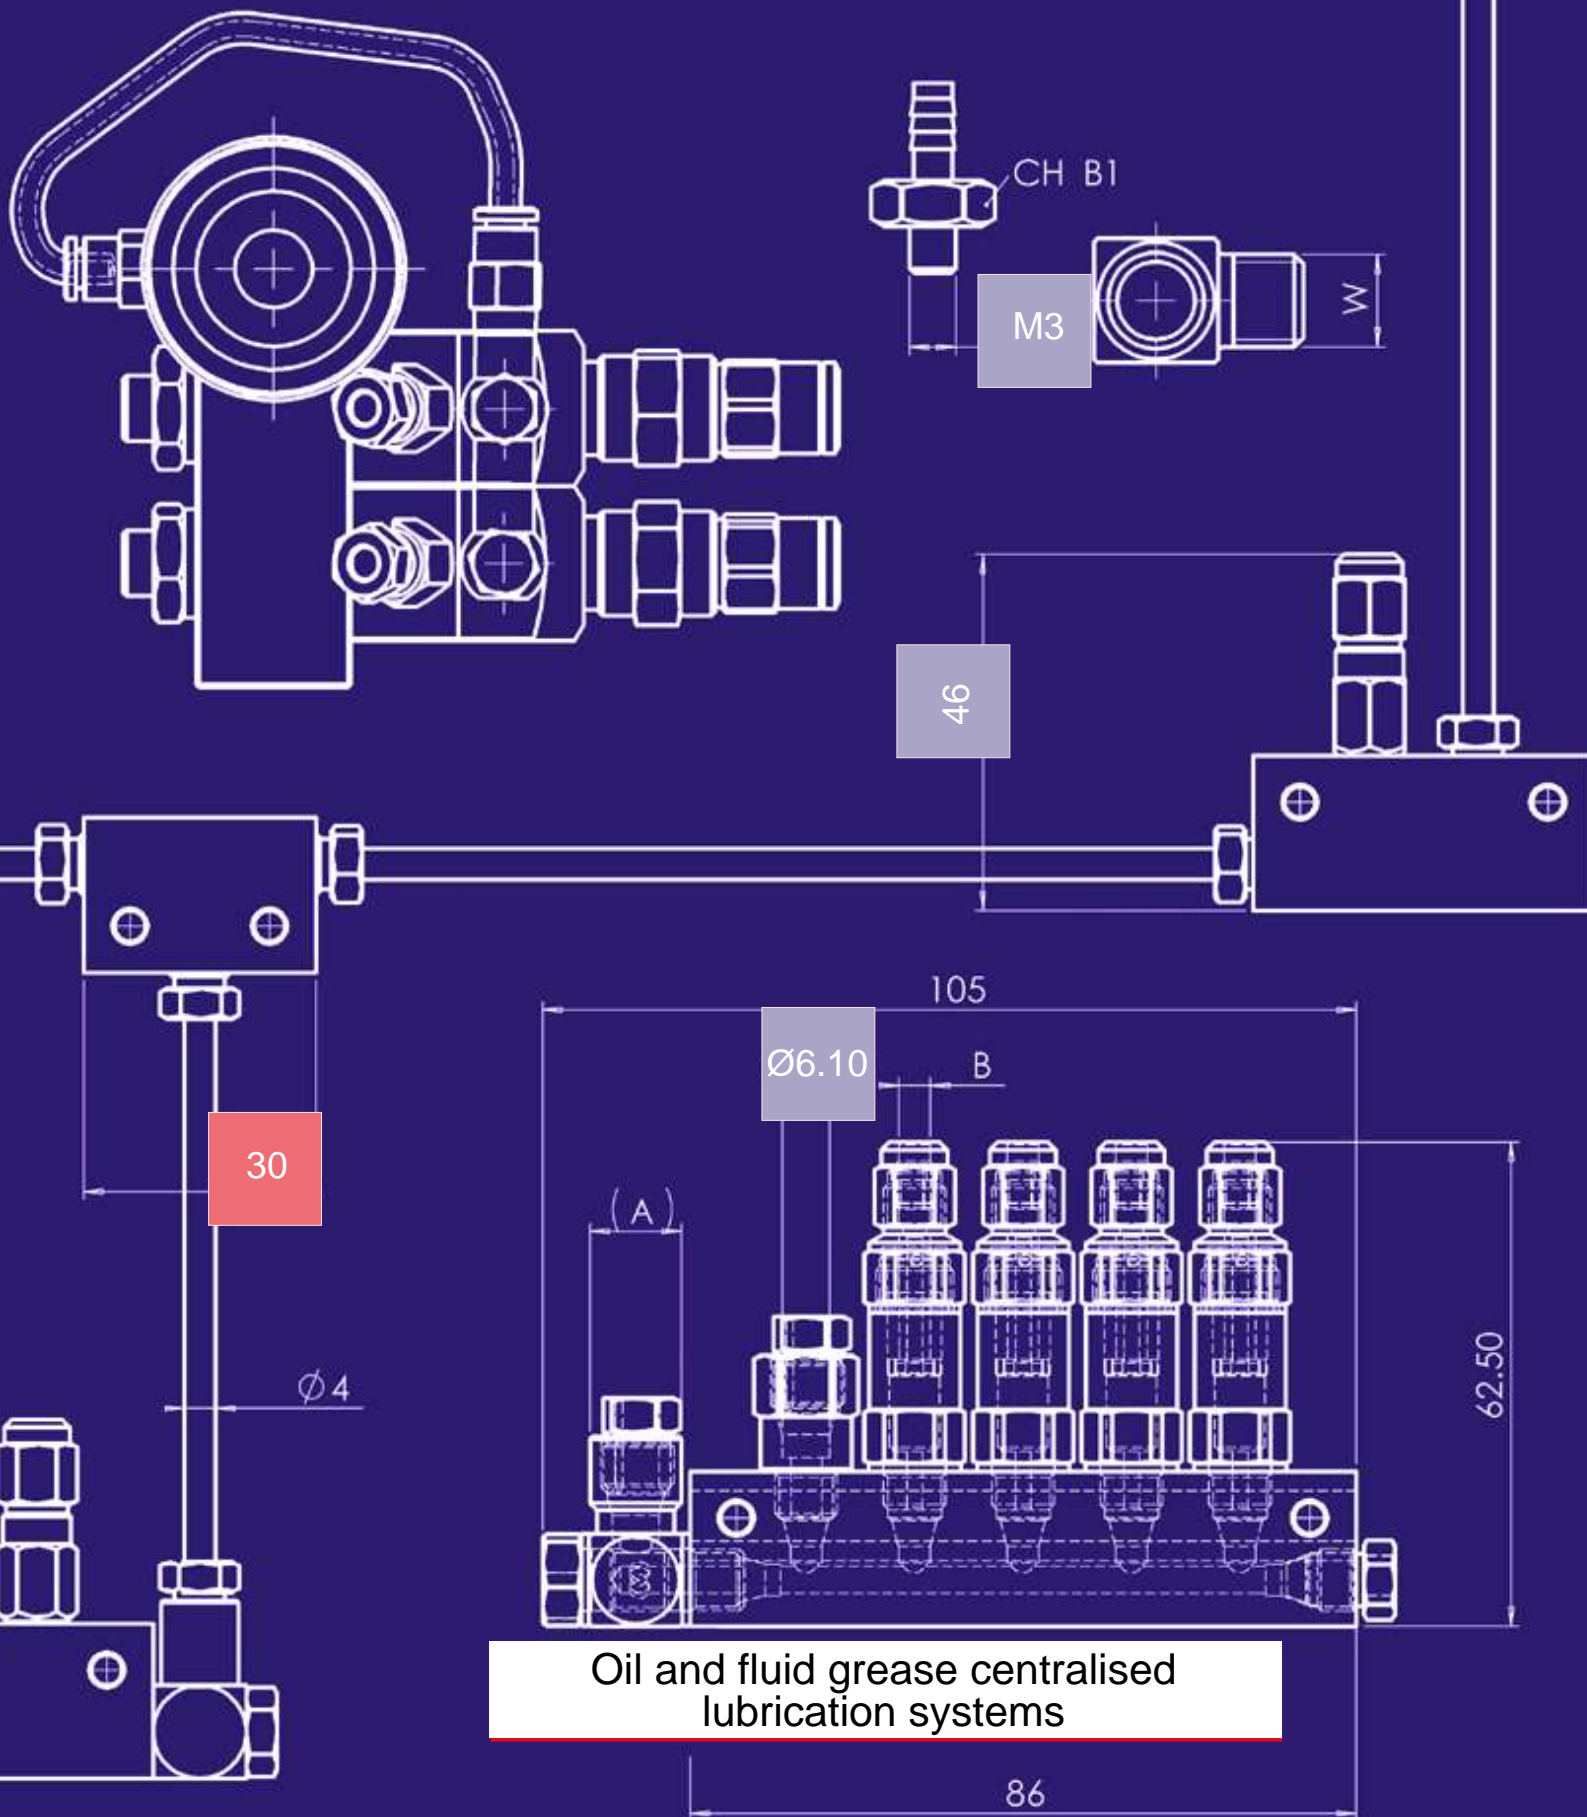 CH B1
M3
W
46
105
Ø6.10
B
30
(A)
Ø4
62.50
Oil and fluid grease centralised
lubrication systems
86